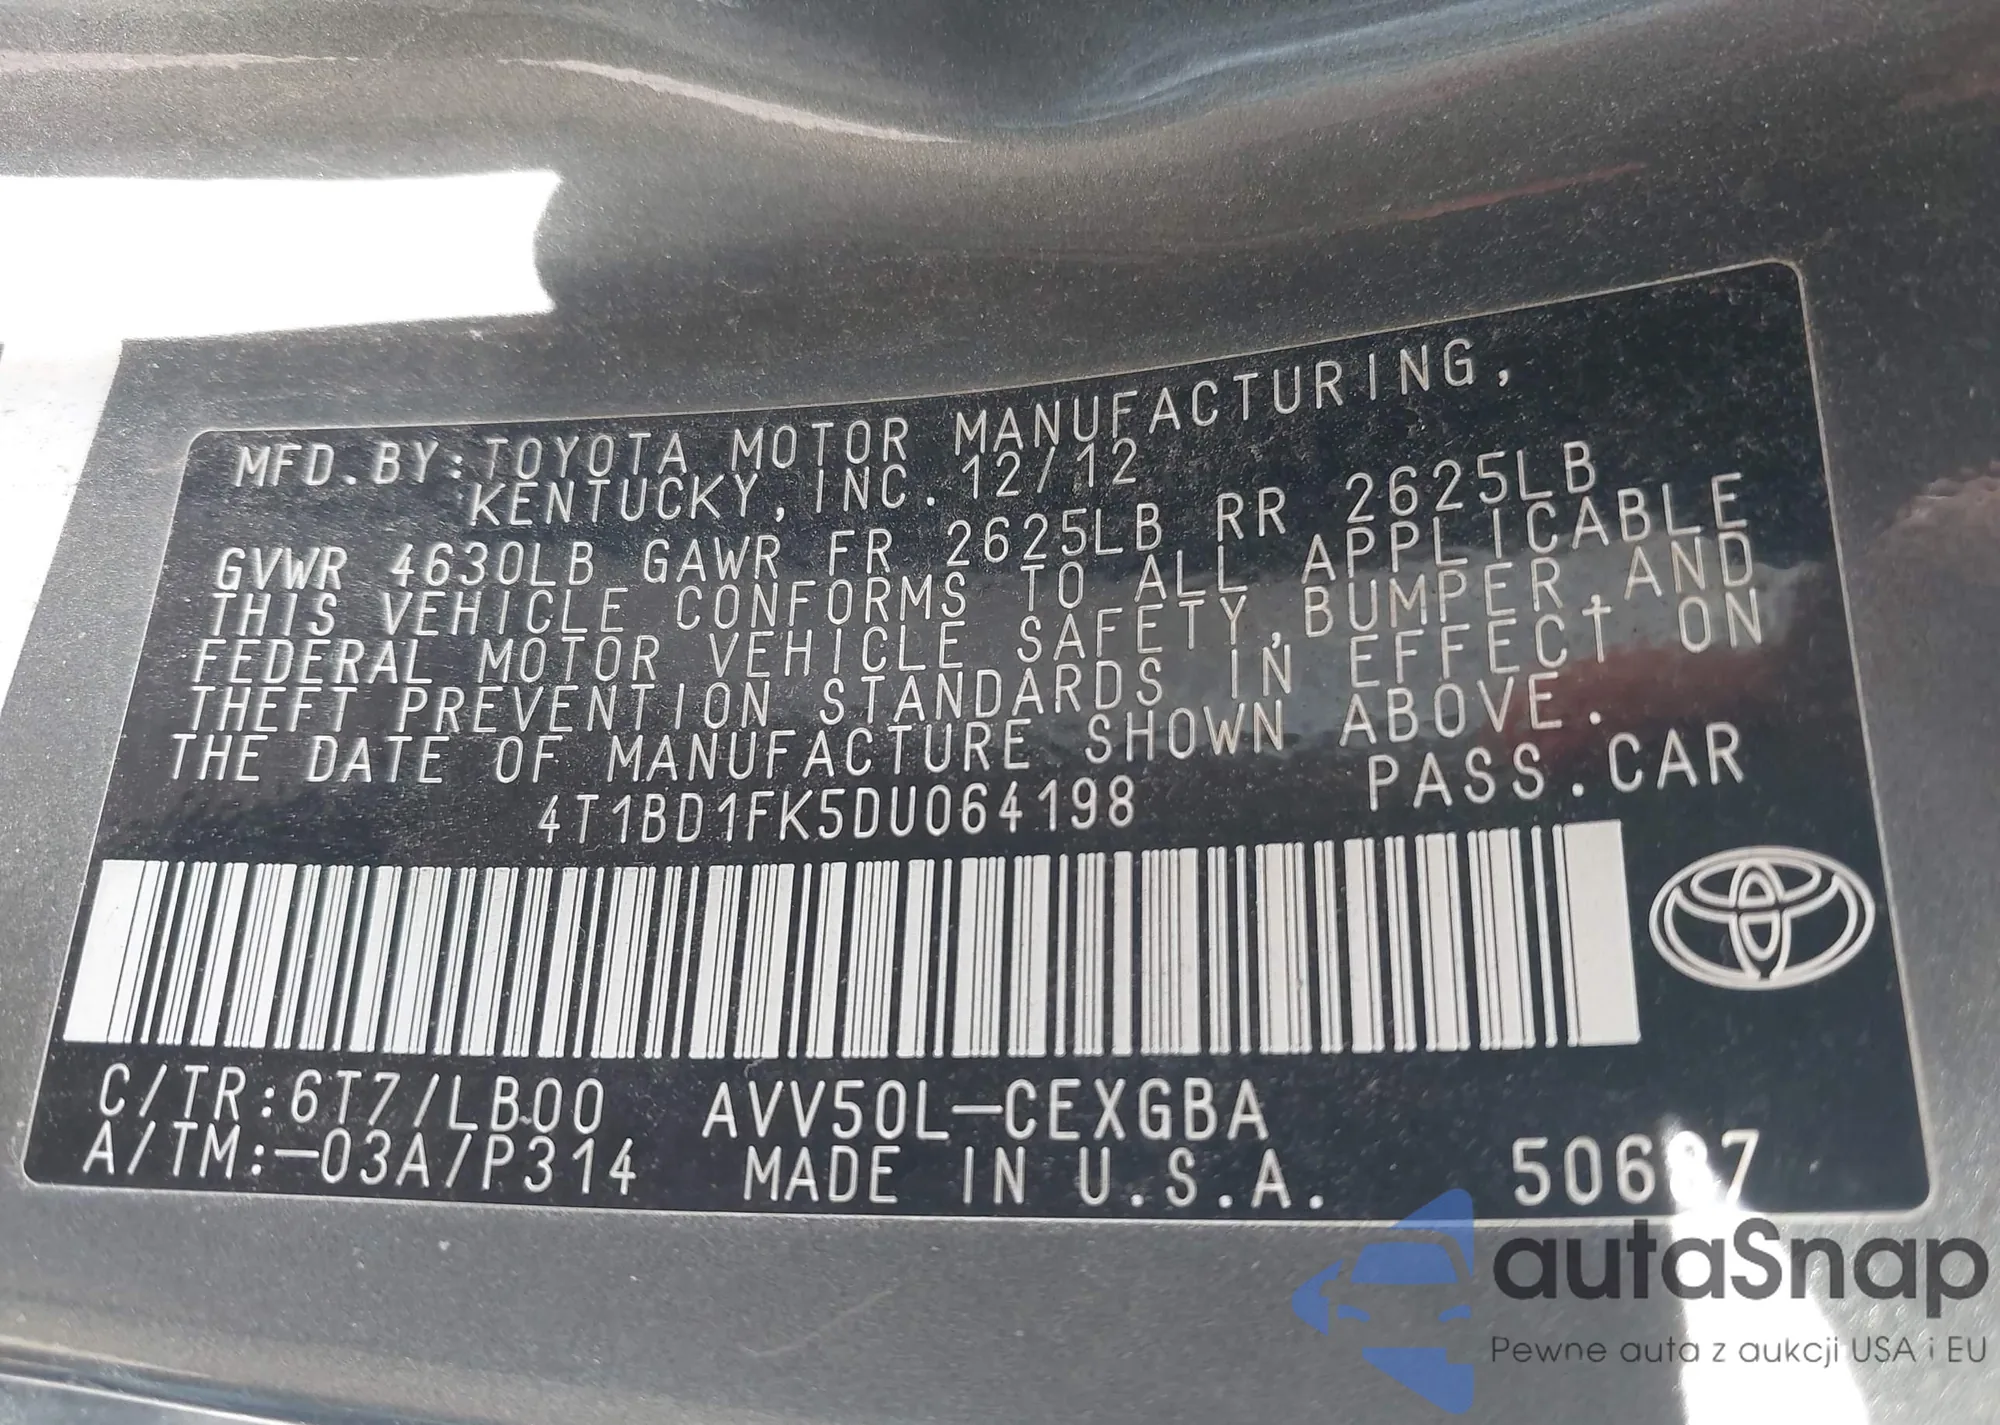 MFD.BY:TOYOTA MOTOR MANUFACTURING,
KENTUCKY, INC. 12/12
GVWR 4630LB GAWR FR 2625LB RR 2625LB
THIS VEHICLE CONFORMS TO ALL APPLICABLE
FEDERAL MOTOR VEHICLE SAFETY,BUMPER,AND
THEFT PREVENTION STANDARDS IN EFFECT ON
THE DATE OF MANUFACTURE SHOWN ABOVE.
4T1BD1FK5DU064198 PASS.CAR
C/TR:6T7/LB00 AVV50L-CEXGBA
A/TM:-03A/P314 MADE IN U.S.A.
autaSnap
Pewne auta z aukcji USA i EU